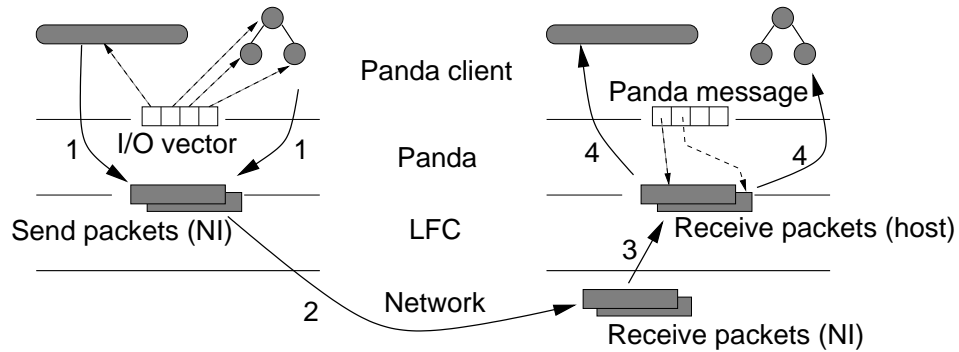 Panda client
Panda message
I/O vector
1
1
Panda
4
4
Send packets (NI)
LFC
Receive packets (host)
3
2
Network
Receive packets (NI)